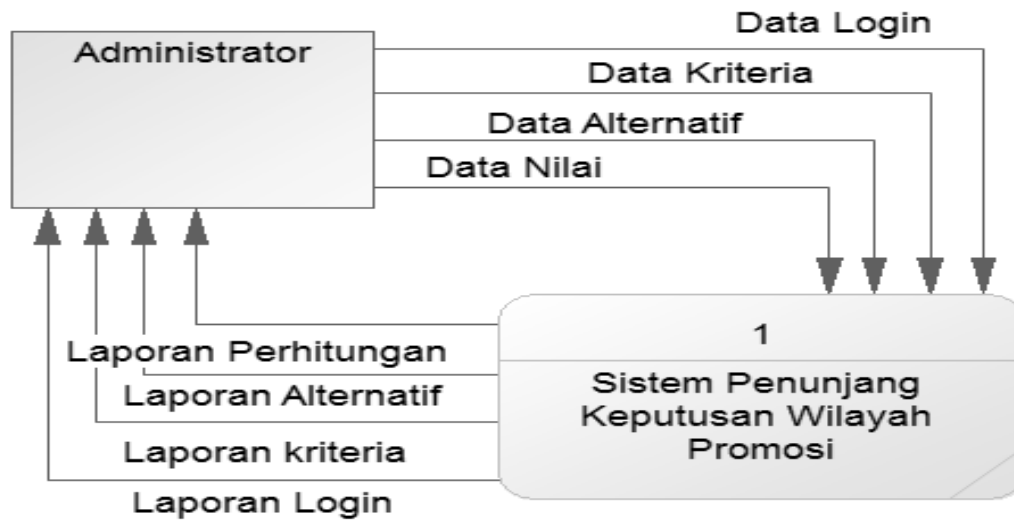 Data Login
Administrator
Data Kriteria
Data Alternatif
Data Nilai
1
Laporan Perhitungan
Sistem Penunjang
Laporan Alternatif
Keputusan Wilayah
Promosi
Laporan kriteria
Laporan Login